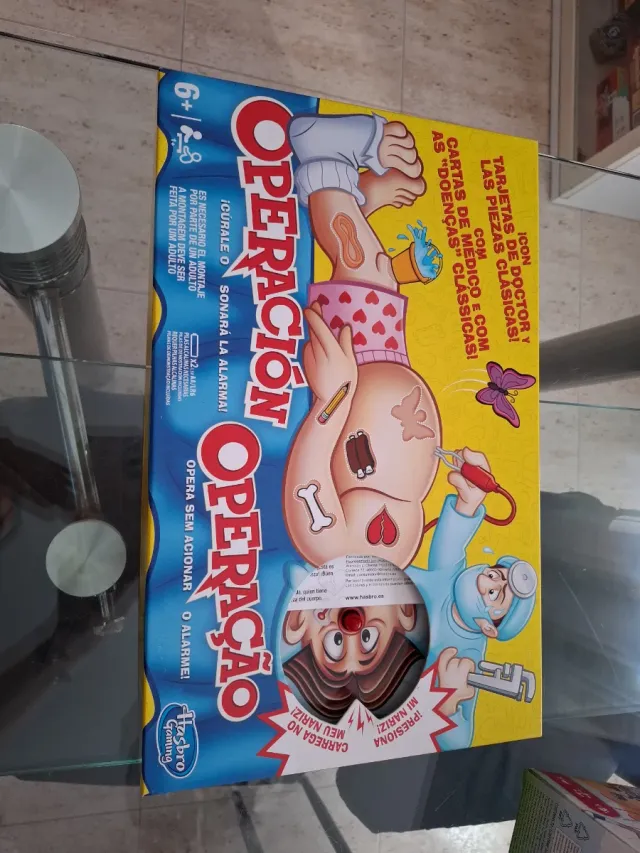 ¡CON
TARJETAS DE DOCTOR Y
LAS PIEZAS CLÁSICAS!
COM
CARTAS DE MÉDICO E COM
AS "DOENÇAS" CLÁSSICAS!
OPERACIÓN
¡CÚRALE O SONARÁ LA ALARMA!
OPERAÇÃO
OPERA SEM ACIONAR O ALARME!
6+
ES NECESARIO EL MONTAJE
POR PARTE DE UN ADULTO
A MONTAGEM DEVE SER
FEITA POR UM ADULTO
x2
¡PRESIONA
MI NARIZ!
CARREGA NO
MEU NARIZ!
www.hasbro.es
Hasbro
Gaming